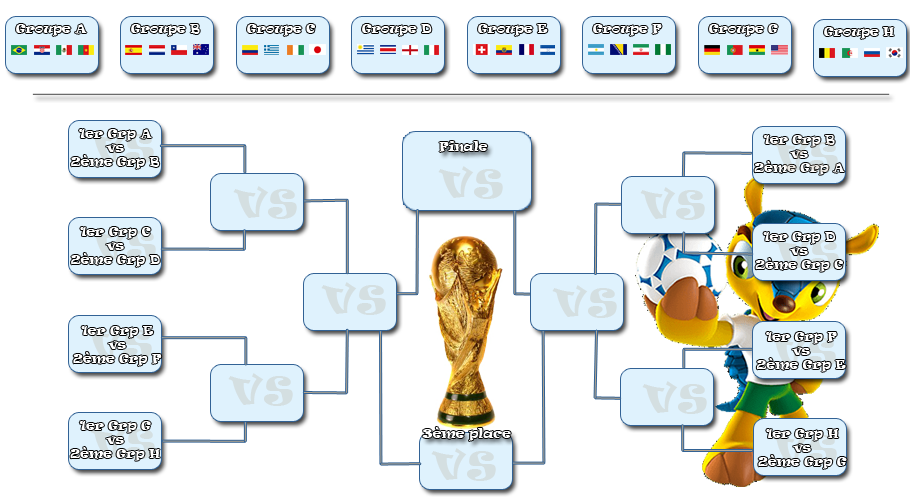 Groupe A
Groupe B
Groupe C
Groupe D
Groupe E
Groupe F
Groupe G
Groupe H
1er Grp A
vs
2ème Grp B
1er Grp C
vs
2ème Grp D
1er Grp E
vs
2ème Grp F
1er Grp G
vs
2ème Grp H
VS
VS
VS
Finale
VS
3ème place
VS
VS
VS
VS
1er Grp B
vs
2ème Grp A
1er Grp D
vs
2ème Grp C
1er Grp F
vs
2ème Grp E
1er Grp H
vs
2ème Grp G